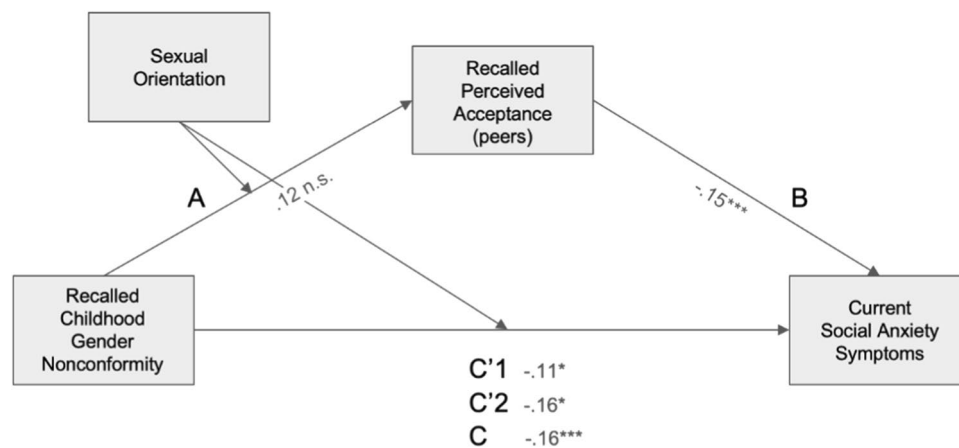 Sexual
Orientation
Recalled
Perceived
Acceptance
(peers)
A
.12 n.s.
-.15***
B
Recalled
Childhood
Gender
Nonconformity
Current
Social Anxiety
Symptoms
C'1 -.11*
C'2 -.16*
C -.16***